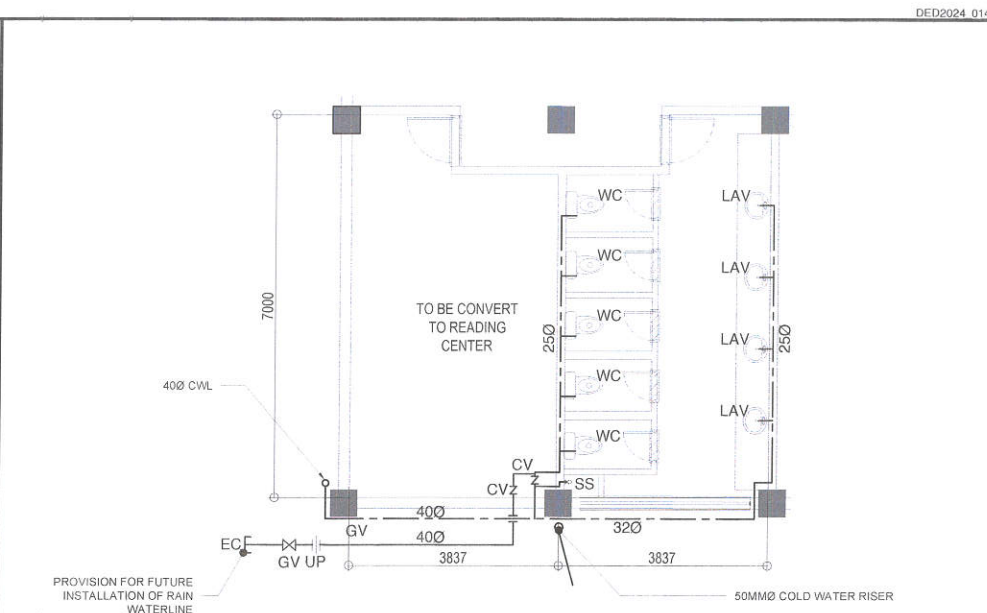 DED2024 014
WC
LAV
WC
LAV
7000
TO BE CONVERT
TO READING
CENTER
25Ø
WC
25Ø
LAV
WC
40Ø CWL
LAV
WC
CV
CV
SS
40Ø
32Ø
GV
40Ø
EC
GV UP
3837
3837
PROVISION FOR FUTURE
INSTALLATION OF RAIN
WATERLINE
50MMØ COLD WATER RISER